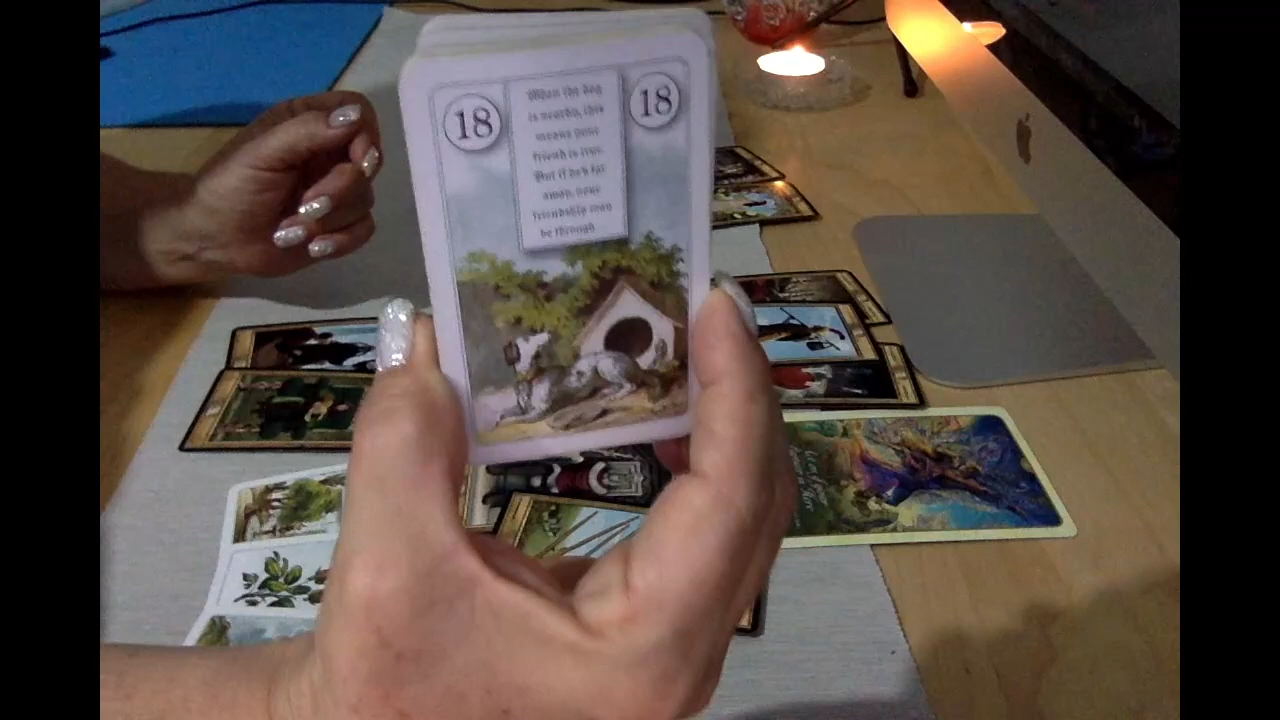 18
18
When the dog
is nearby, this
means your
friend is true.
But if he's far
away, your
friendship may
be through